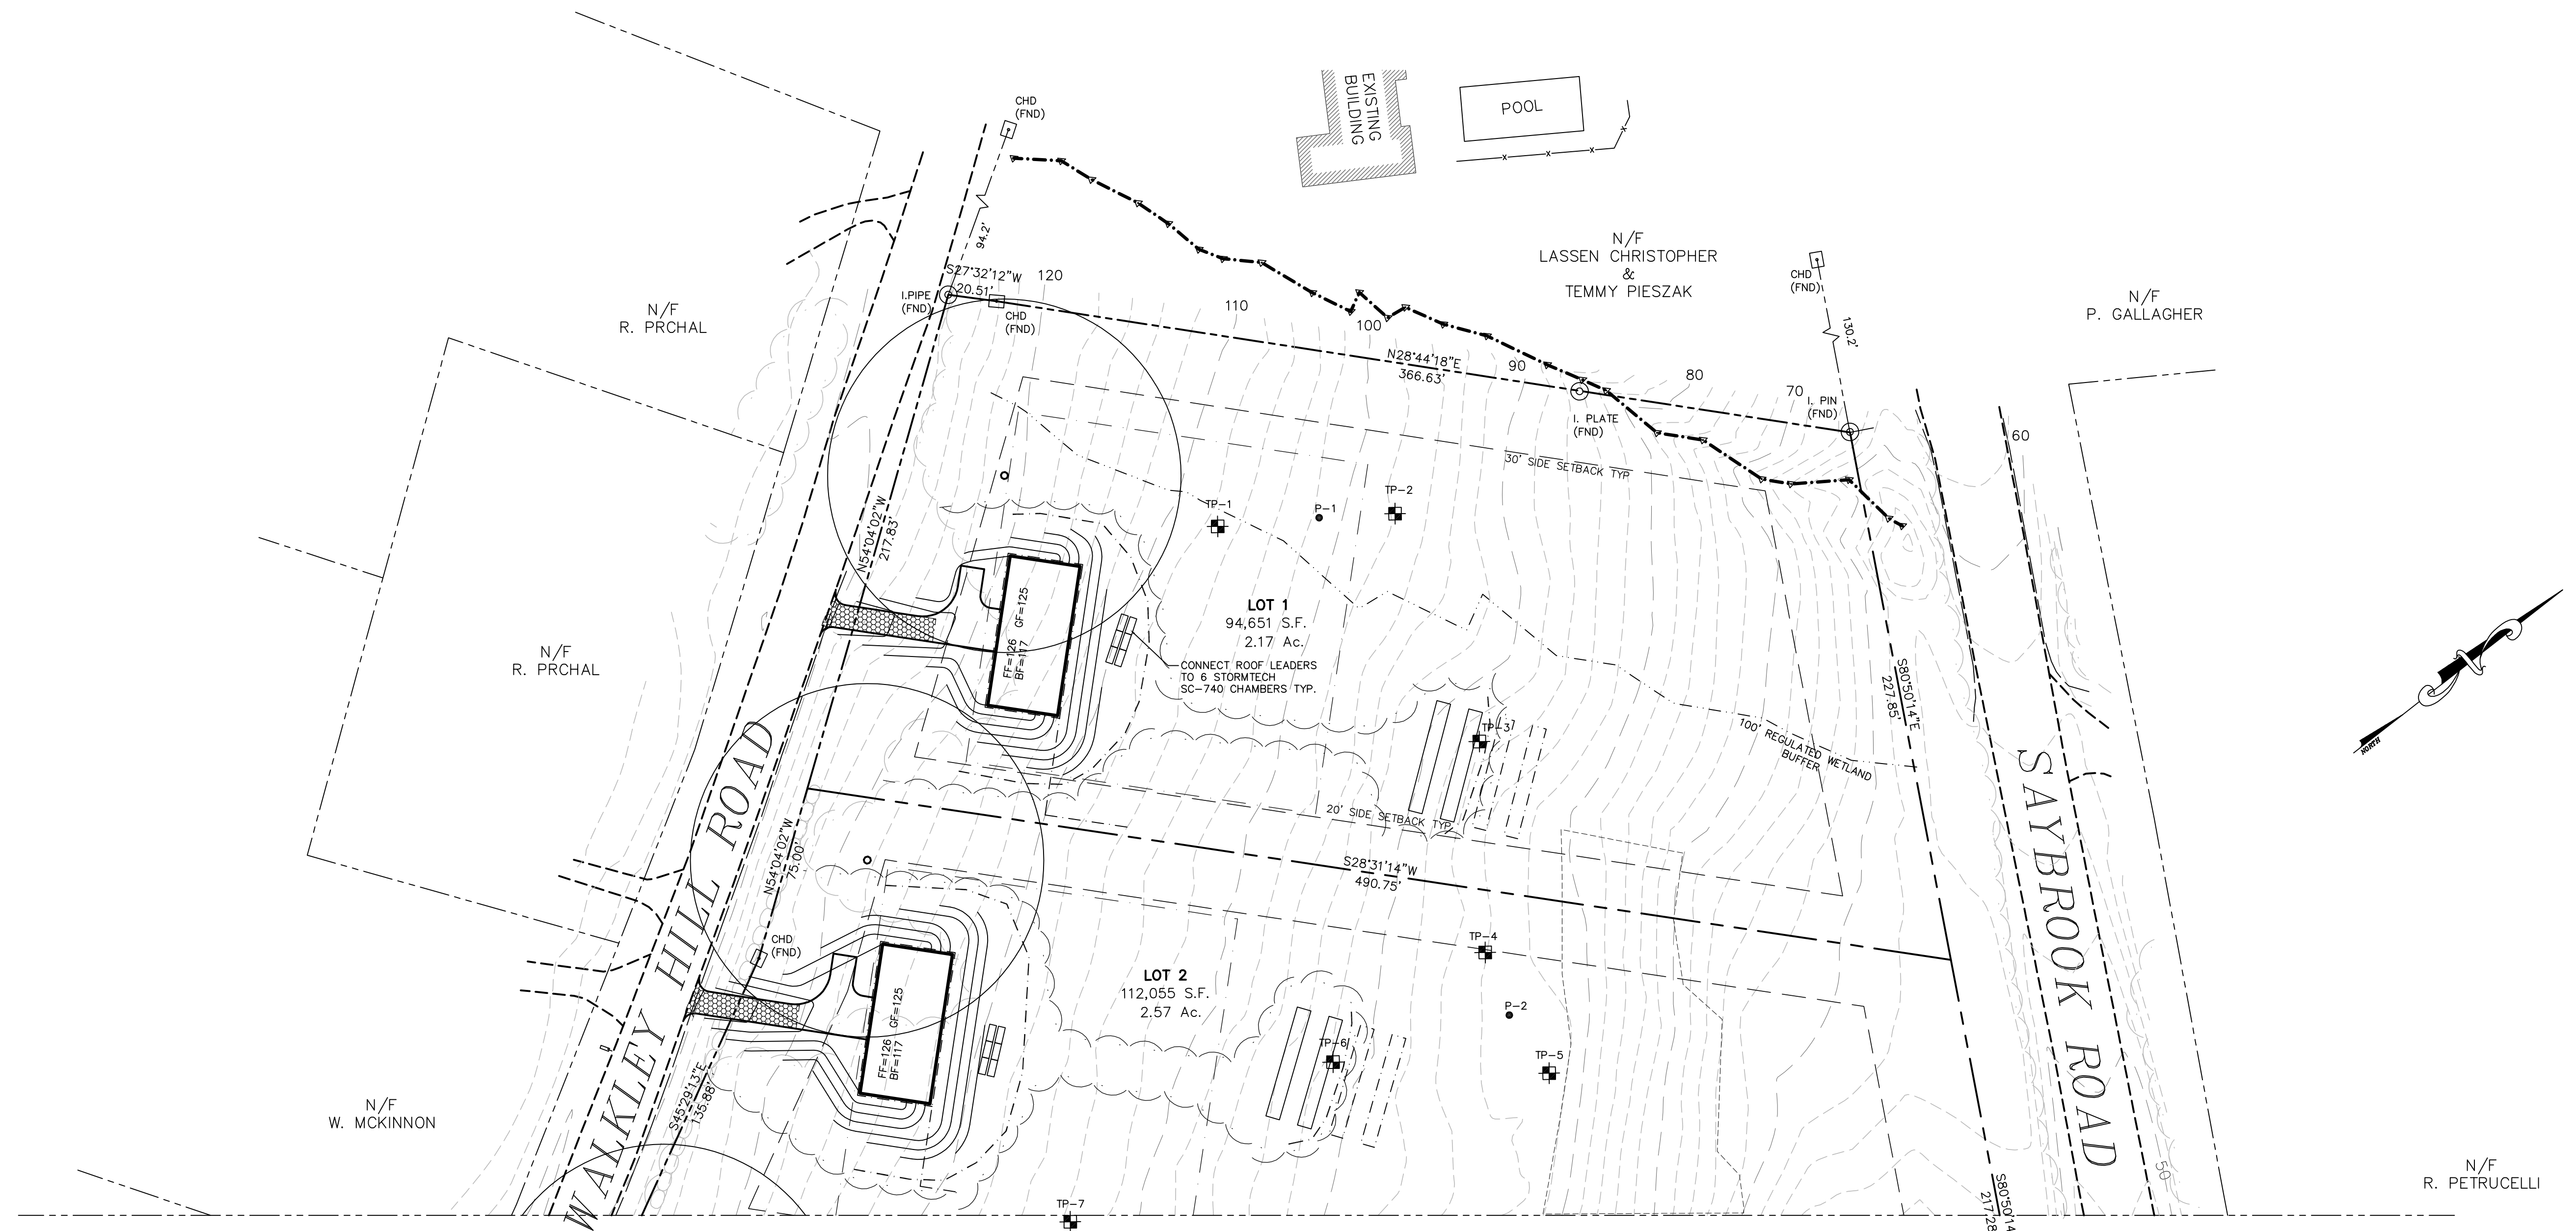 CHD
(FND)
EXISTING
BUILDING
POOL
94.2'
N/F
LASSEN CHRISTOPHER
&
TEMMY PIESZAK
CHD
(FND)
130.2'
N/F
P. GALLAGHER
N/F
R. PRCHAL
S27°32'12"W
20.51'
I.PIPE
(FND)
CHD
(FND)
120
110
100
90
80
70
60
N28°44'18"E
366.63'
I. PLATE
(FND)
I. PIN
(FND)
30' SIDE SETBACK TYP
N54°04'02"W
217.83'
TP-1
P-1
TP-2
LOT 1
94,651 S.F.
2.17 Ac.
FF=126 GF=125
BF=117
CONNECT ROOF LEADERS
TO 6 STORMTECH
SC-740 CHAMBERS TYP.
N/F
R. PRCHAL
TP-3
100' REGULATED WETLAND
BUFFER
S80°50'14"E
227.85'
NORTH
20' SIDE SETBACK TYP
WALKLEY HILL ROAD
SAYBROOK ROAD
N54°04'02"W
75.00'
S28°31'14"W
490.75'
CHD
(FND)
TP-4
LOT 2
112,055 S.F.
2.57 Ac.
FF=126 GF=125
BF=117
P-2
TP-6
TP-5
S45°29'13"E
135.88'
N/F
W. MCKINNON
TP-7
S80°50'14
217.28
50
N/F
R. PETRUCELLI